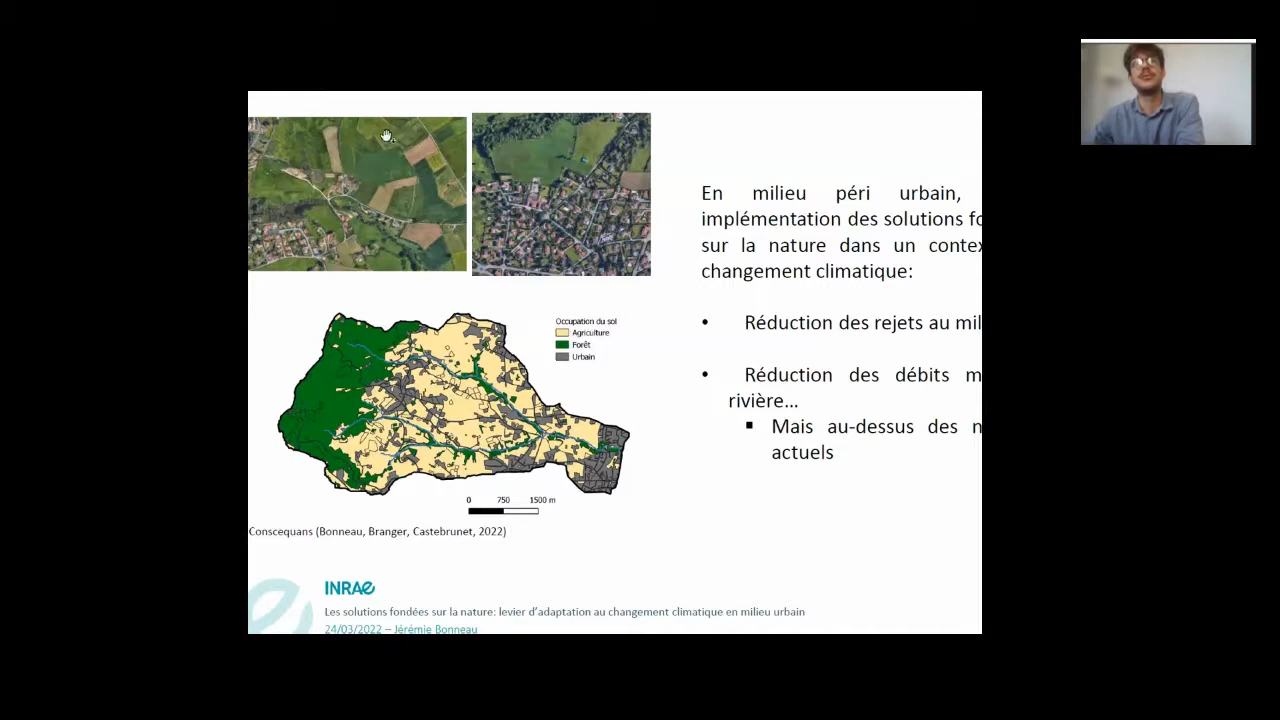 En milieu péri urbain,
implémentation des solutions
sur la nature dans un
changement climatique:
• Réduction des rejets au
• Réduction des débits
rivière...
▪ Mais au-dessus des
actuels
Occupation du sol
Agriculture
Forêt
Urbain
0 750 1500 m
Conscequans (Bonneau, Branger, Castebrunet, 2022)
INRAE
Les solutions fondées sur la nature: levier d'adaptation au changement climatique en milieu urbain
24/03/2022 – Jérémie Bonneau